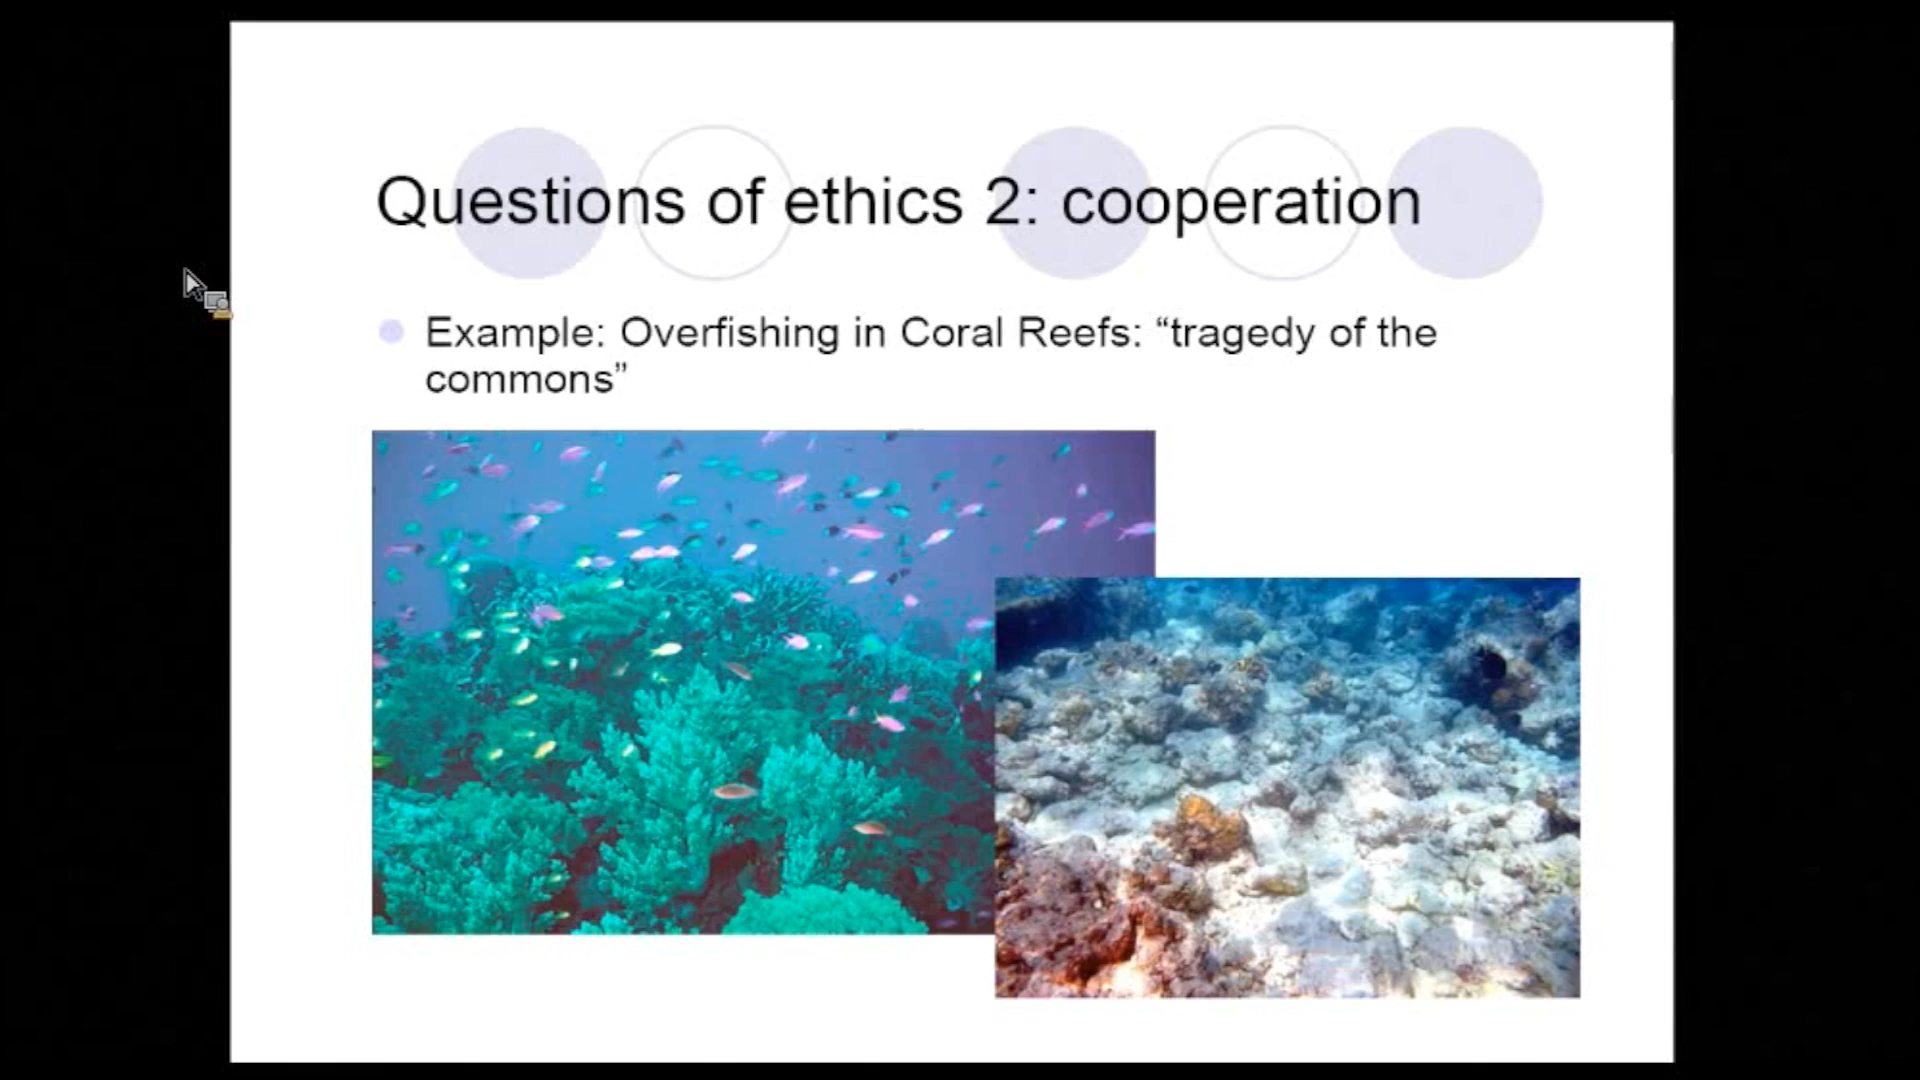 Questions of ethics 2: cooperation
Example: Overfishing in Coral Reefs: “tragedy of the
commons”